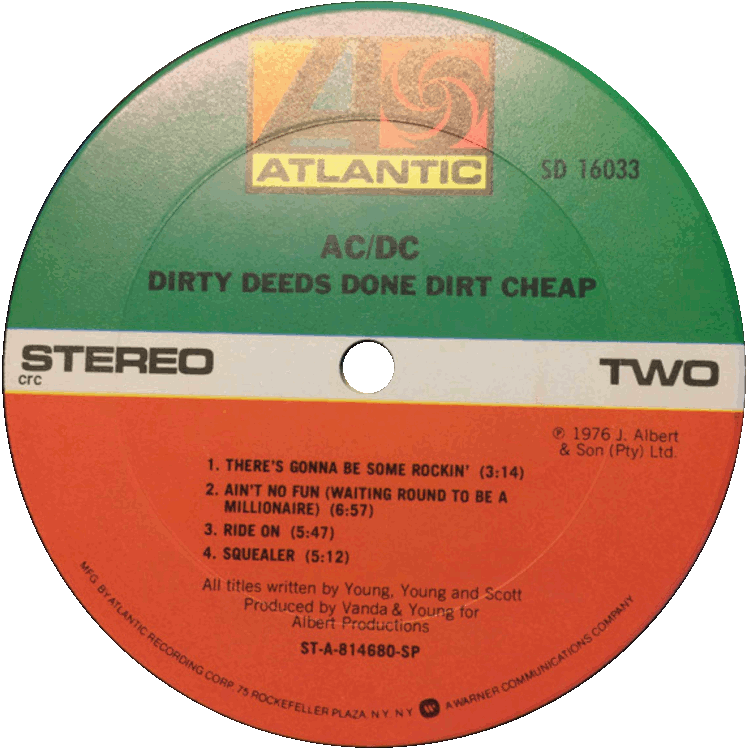 ATLANTIC
SD 16033
AC/DC
DIRTY DEEDS DONE DIRT CHEAP
STEREO
crc
TWO
℗ 1976 J. Albert
& Son (Pty) Ltd.
1. THERE'S GONNA BE SOME ROCKIN' (3:14)
2. AIN'T NO FUN (WAITING ROUND TO BE A
MILLIONAIRE) (6:57)
3. RIDE ON (5:47)
4. SQUEALER (5:12)
All titles written by Young, Young and Scott
Produced by Vanda & Young for
Albert Productions
ST-A-814680-SP
MFG. BY ATLANTIC RECORDING CORP. 75 ROCKEFELLER PLAZA N.Y. N.Y. A WARNER COMMUNICATIONS COMPANY